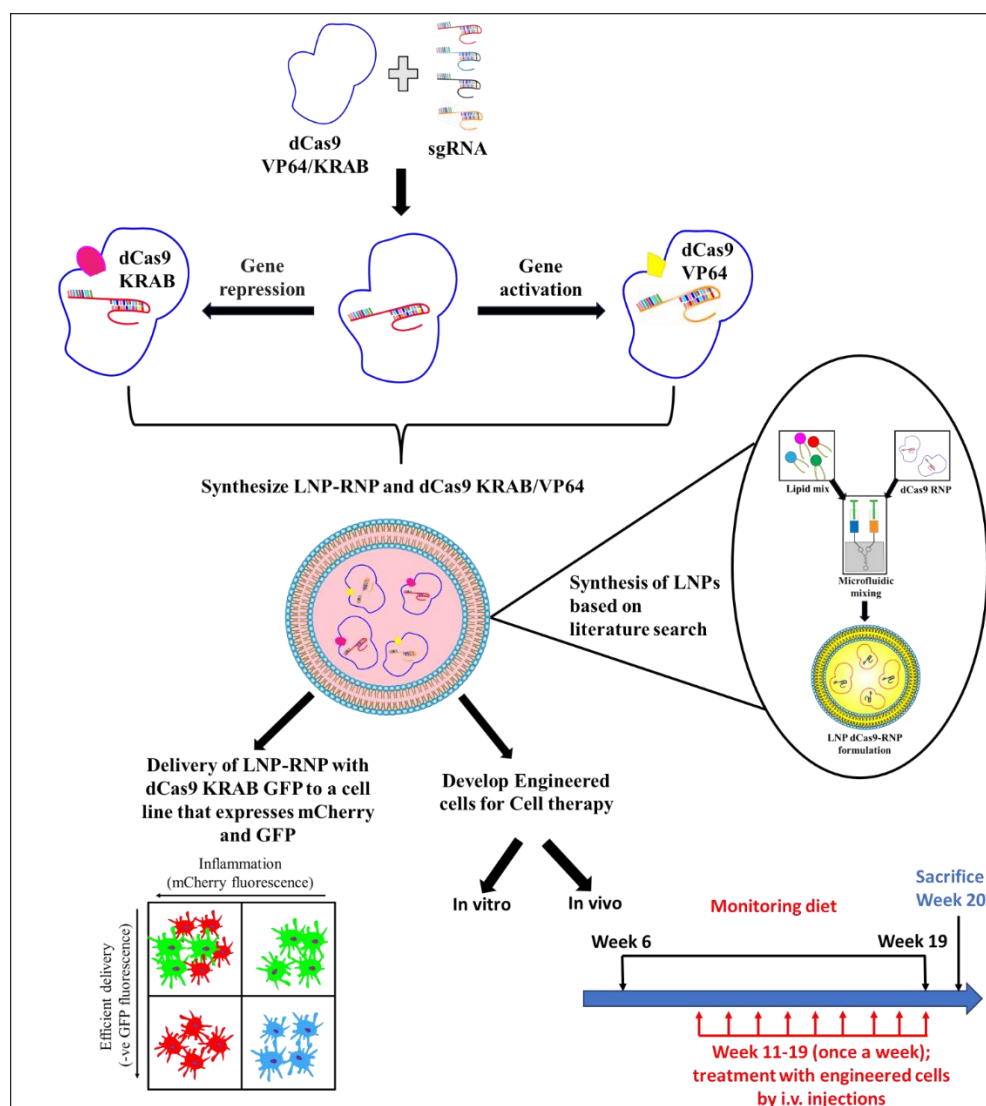 dCas9
VP64/KRAB
sgRNA
dCas9
KRAB
Gene
repression
Gene
activation
dCas9
VP64
Synthesize LNP-RNP and dCas9 KRAB/VP64
Lipid mix
dCas9 RNP
Microfluidic
mixing
LNP dCas9-RNP
formulation
Synthesis of LNPs
based on
literature search
Delivery of LNP-RNP with
dCas9 KRAB GFP to a cell
line that expresses mCherry
and GFP
Develop Engineered
cells for Cell therapy
Inflammation
(mCherry fluorescence)
Efficient delivery
(-ve GFP fluorescence)
In vitro
In vivo
Monitoring diet
Sacrifice
Week 20
Week 6
Week 19
Week 11-19 (once a week);
treatment with engineered cells
by i.v. injections